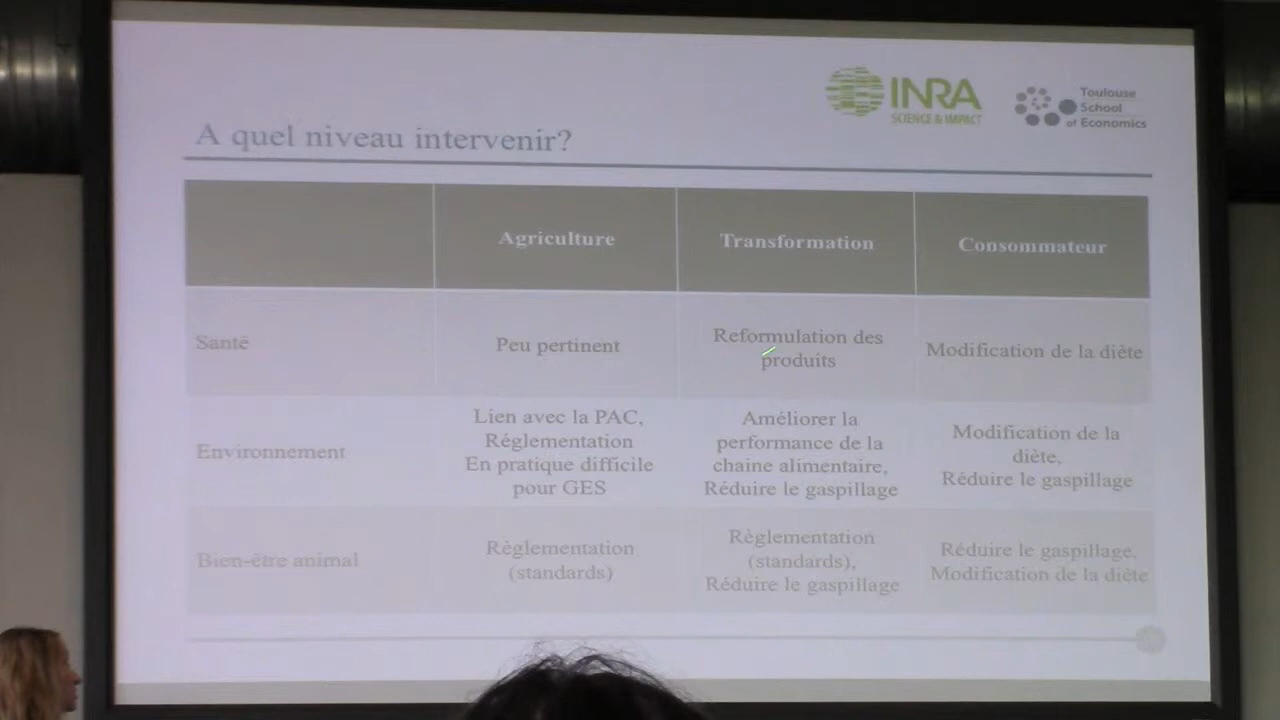 INRA
SCIENCE & IMPACT
Toulouse
School
of Economics
A quel niveau intervenir?
Agriculture
Transformation
Consommateur
Santé
Peu pertinent
Reformulation des
produits
Modification de la diète
Environnement
Lien avec la PAC,
Réglementation
En pratique difficile
pour GES
Améliorer la
performance de la
chaine alimentaire,
Réduire le gaspillage
Modification de la
diète,
Réduire le gaspillage
Bien-être animal
Règlementation
(standards)
Règlementation
(standards),
Réduire le gaspillage
Réduire le gaspillage,
Modification de la diète